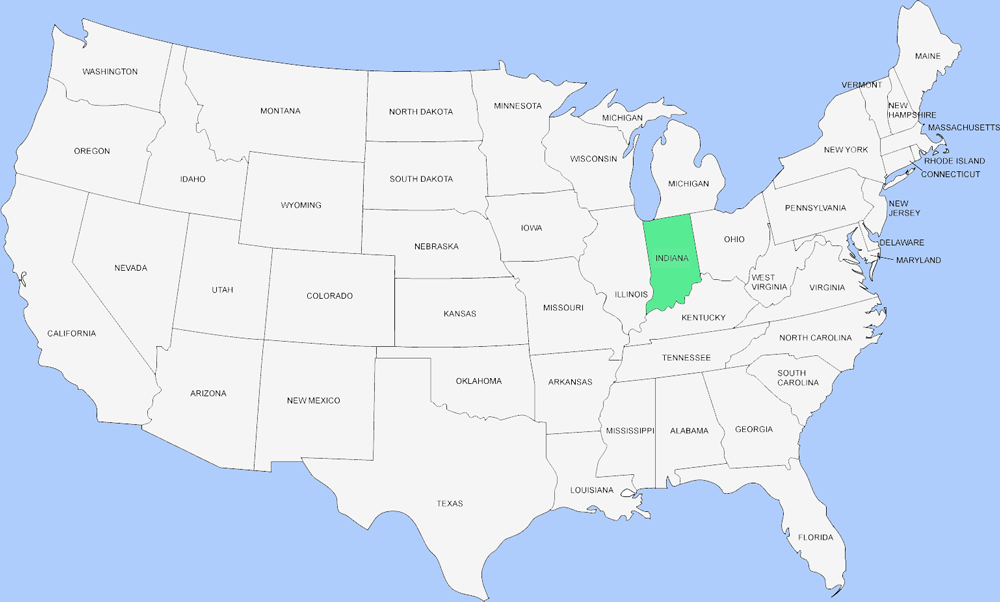 MAINE
WASHINGTON
VERMONT
MONTANA
NORTH DAKOTA
MINNESOTA
NEW
HAMPSHIRE
MICHIGAN
MASSACHUSETTS
OREGON
NEW YORK
WISCONSIN
RHODE ISLAND
CONNECTICUT
IDAHO
SOUTH DAKOTA
MICHIGAN
WYOMING
PENNSYLVANIA
NEW
JERSEY
IOWA
OHIO
NEBRASKA
DELAWARE
INDIANA
MARYLAND
NEVADA
WEST
VIRGINIA
UTAH
COLORADO
ILLINOIS
VIRGINIA
MISSOURI
KANSAS
KENTUCKY
CALIFORNIA
NORTH CAROLINA
TENNESSEE
SOUTH
CAROLINA
OKLAHOMA
ARKANSAS
ARIZONA
NEW MEXICO
MISSISSIPPI
ALABAMA
GEORGIA
LOUISIANA
TEXAS
FLORIDA